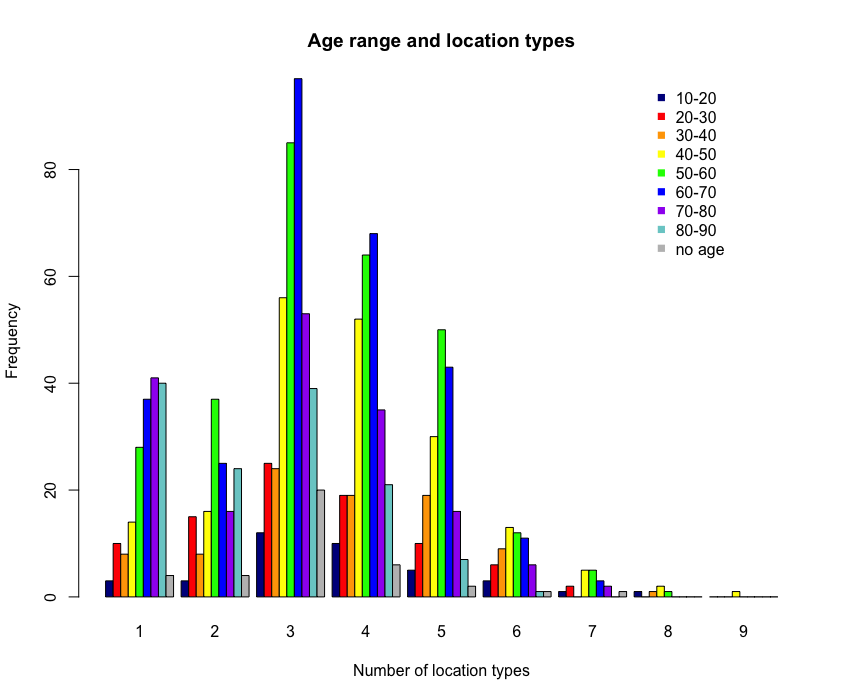 Age range and location types
10-20
20-30
30-40
40-50
50-60
60-70
70-80
80-90
no age
Frequency
80
60
40
20
0
1 2 3 4 5 6 7 8 9
Number of location types